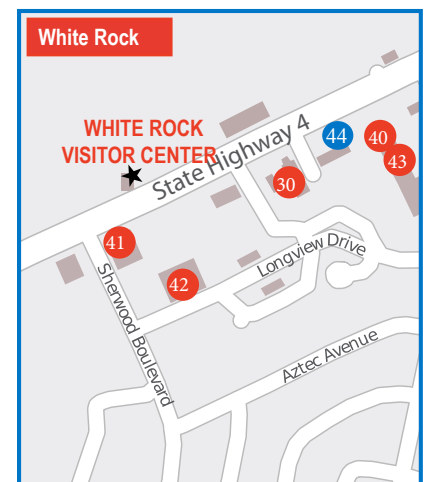 White Rock
WHITE ROCK
VISITOR CENTER
State Highway 4
44
40
43
30
41
42
Longview Drive
Sherwood Boulevard
Aztec Avenue